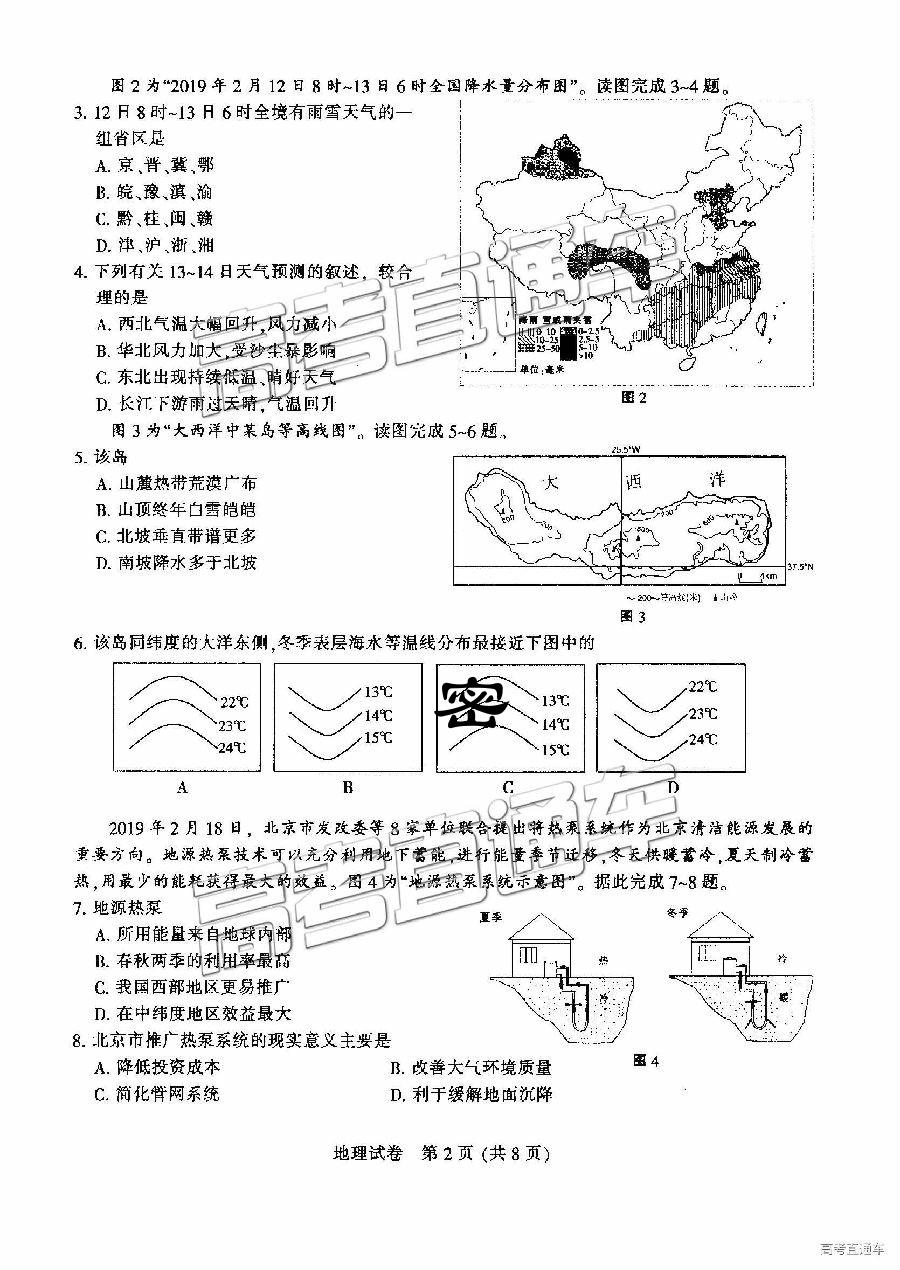 图 2 为“2019 年 2 月 12 日 8 时~13 日 6 时全国降水量分布图”。读图完成 3~4 题。
3. 12 日 8 时~13 日 6 时全境有雨雪天气的一
组省区是
A. 京、晋、冀、鄂
B. 皖、豫、滇、渝
C. 黔、桂、闽、赣
D. 津、沪、浙、湘
4. 下列有关 13~14 日天气预测的叙述，较合
理的是
A. 西北气温大幅回升,风力减小
B. 华北风力加大,受沙尘暴影响
C. 东北出现持续低温、晴好天气
D. 长江下游雨过天晴,气温回升
降雨 雪或雨夹雪
0 10
10-25
25-50
0-2.5
2.5-5
5-10
>10
单位:毫米
图 2
图 3 为“大西洋中某岛等高线图”。读图完成 5~6 题。
5. 该岛
A. 山麓热带荒漠广布
B. 山顶终年白雪皑皑
C. 北坡垂直带谱更多
D. 南坡降水多于北坡
25.5°W
大 西 洋
37.5°N
图 3
6. 该岛同纬度的大洋东侧,冬季表层海水等温线分布最接近下图中的
22℃
23℃
24℃
A
13℃
14℃
15℃
B
13℃
14℃
15℃
C
22℃
23℃
24℃
D
密
2019 年 2 月 18 日，北京市发改委等 8 家单位联合提出将热泵系统作为北京清洁能源发展的
重要方向。地源热泵技术可以充分利用地下蓄能,进行能量季节迁移,冬天供暖蓄冷,夏天制冷蓄
热,用最少的能耗获得最大的效益。图 4 为“地源热泵系统示意图”。据此完成 7~8 题。
7. 地源热泵
A. 所用能量来自地球内部
B. 春秋两季的利用率最高
C. 我国西部地区更易推广
D. 在中纬度地区效益最大
夏季
热
冷
冬季
冷
暖
图 4
8. 北京市推广热泵系统的现实意义主要是
A. 降低投资成本 B. 改善大气环境质量
C. 简化管网系统 D. 利于缓解地面沉降
地理试卷 第 2 页 (共 8 页)
高考直通车
高考直通车
高考直通车